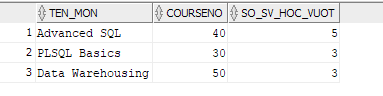 TEN_MON COURSENO SO_SV_HOC_VUOT
1 Advanced SQL 40 5
2 PLSQL Basics 30 3
3 Data Warehousing 50 3